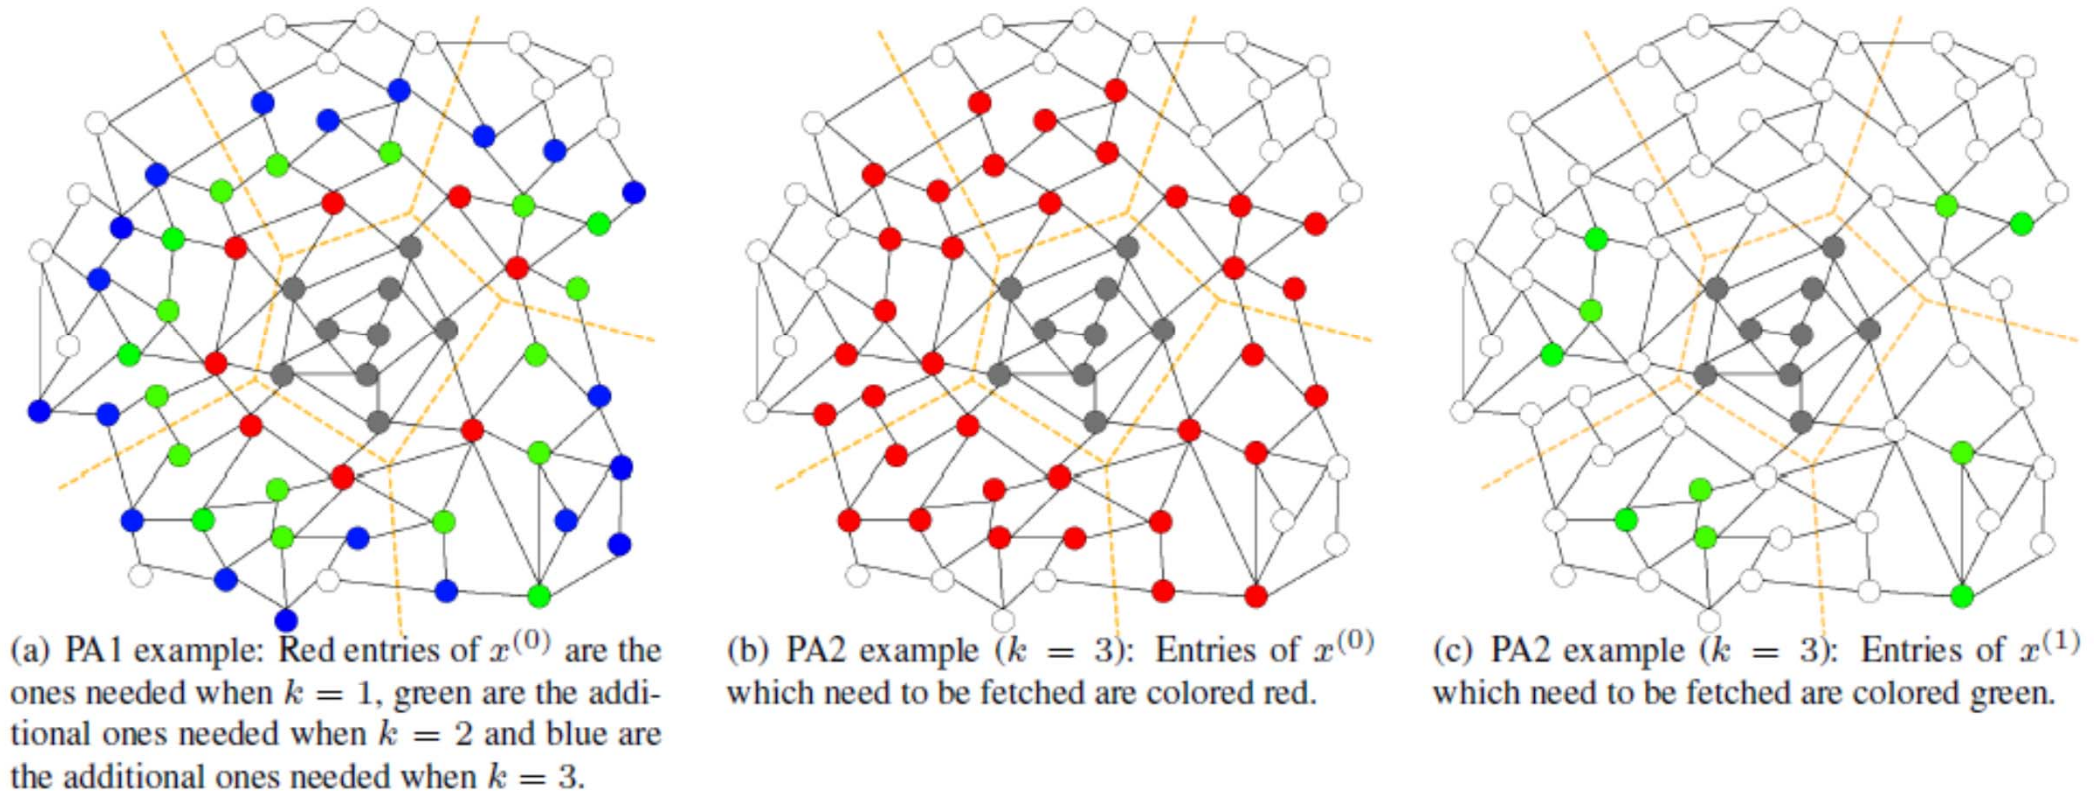 (a) PA1 example: Red entries of x^(0) are the
ones needed when k = 1, green are the addi-
tional ones needed when k = 2 and blue are
the additional ones needed when k = 3.
(b) PA2 example (k = 3): Entries of x^(0)
which need to be fetched are colored red.
(c) PA2 example (k = 3): Entries of x^(1)
which need to be fetched are colored green.